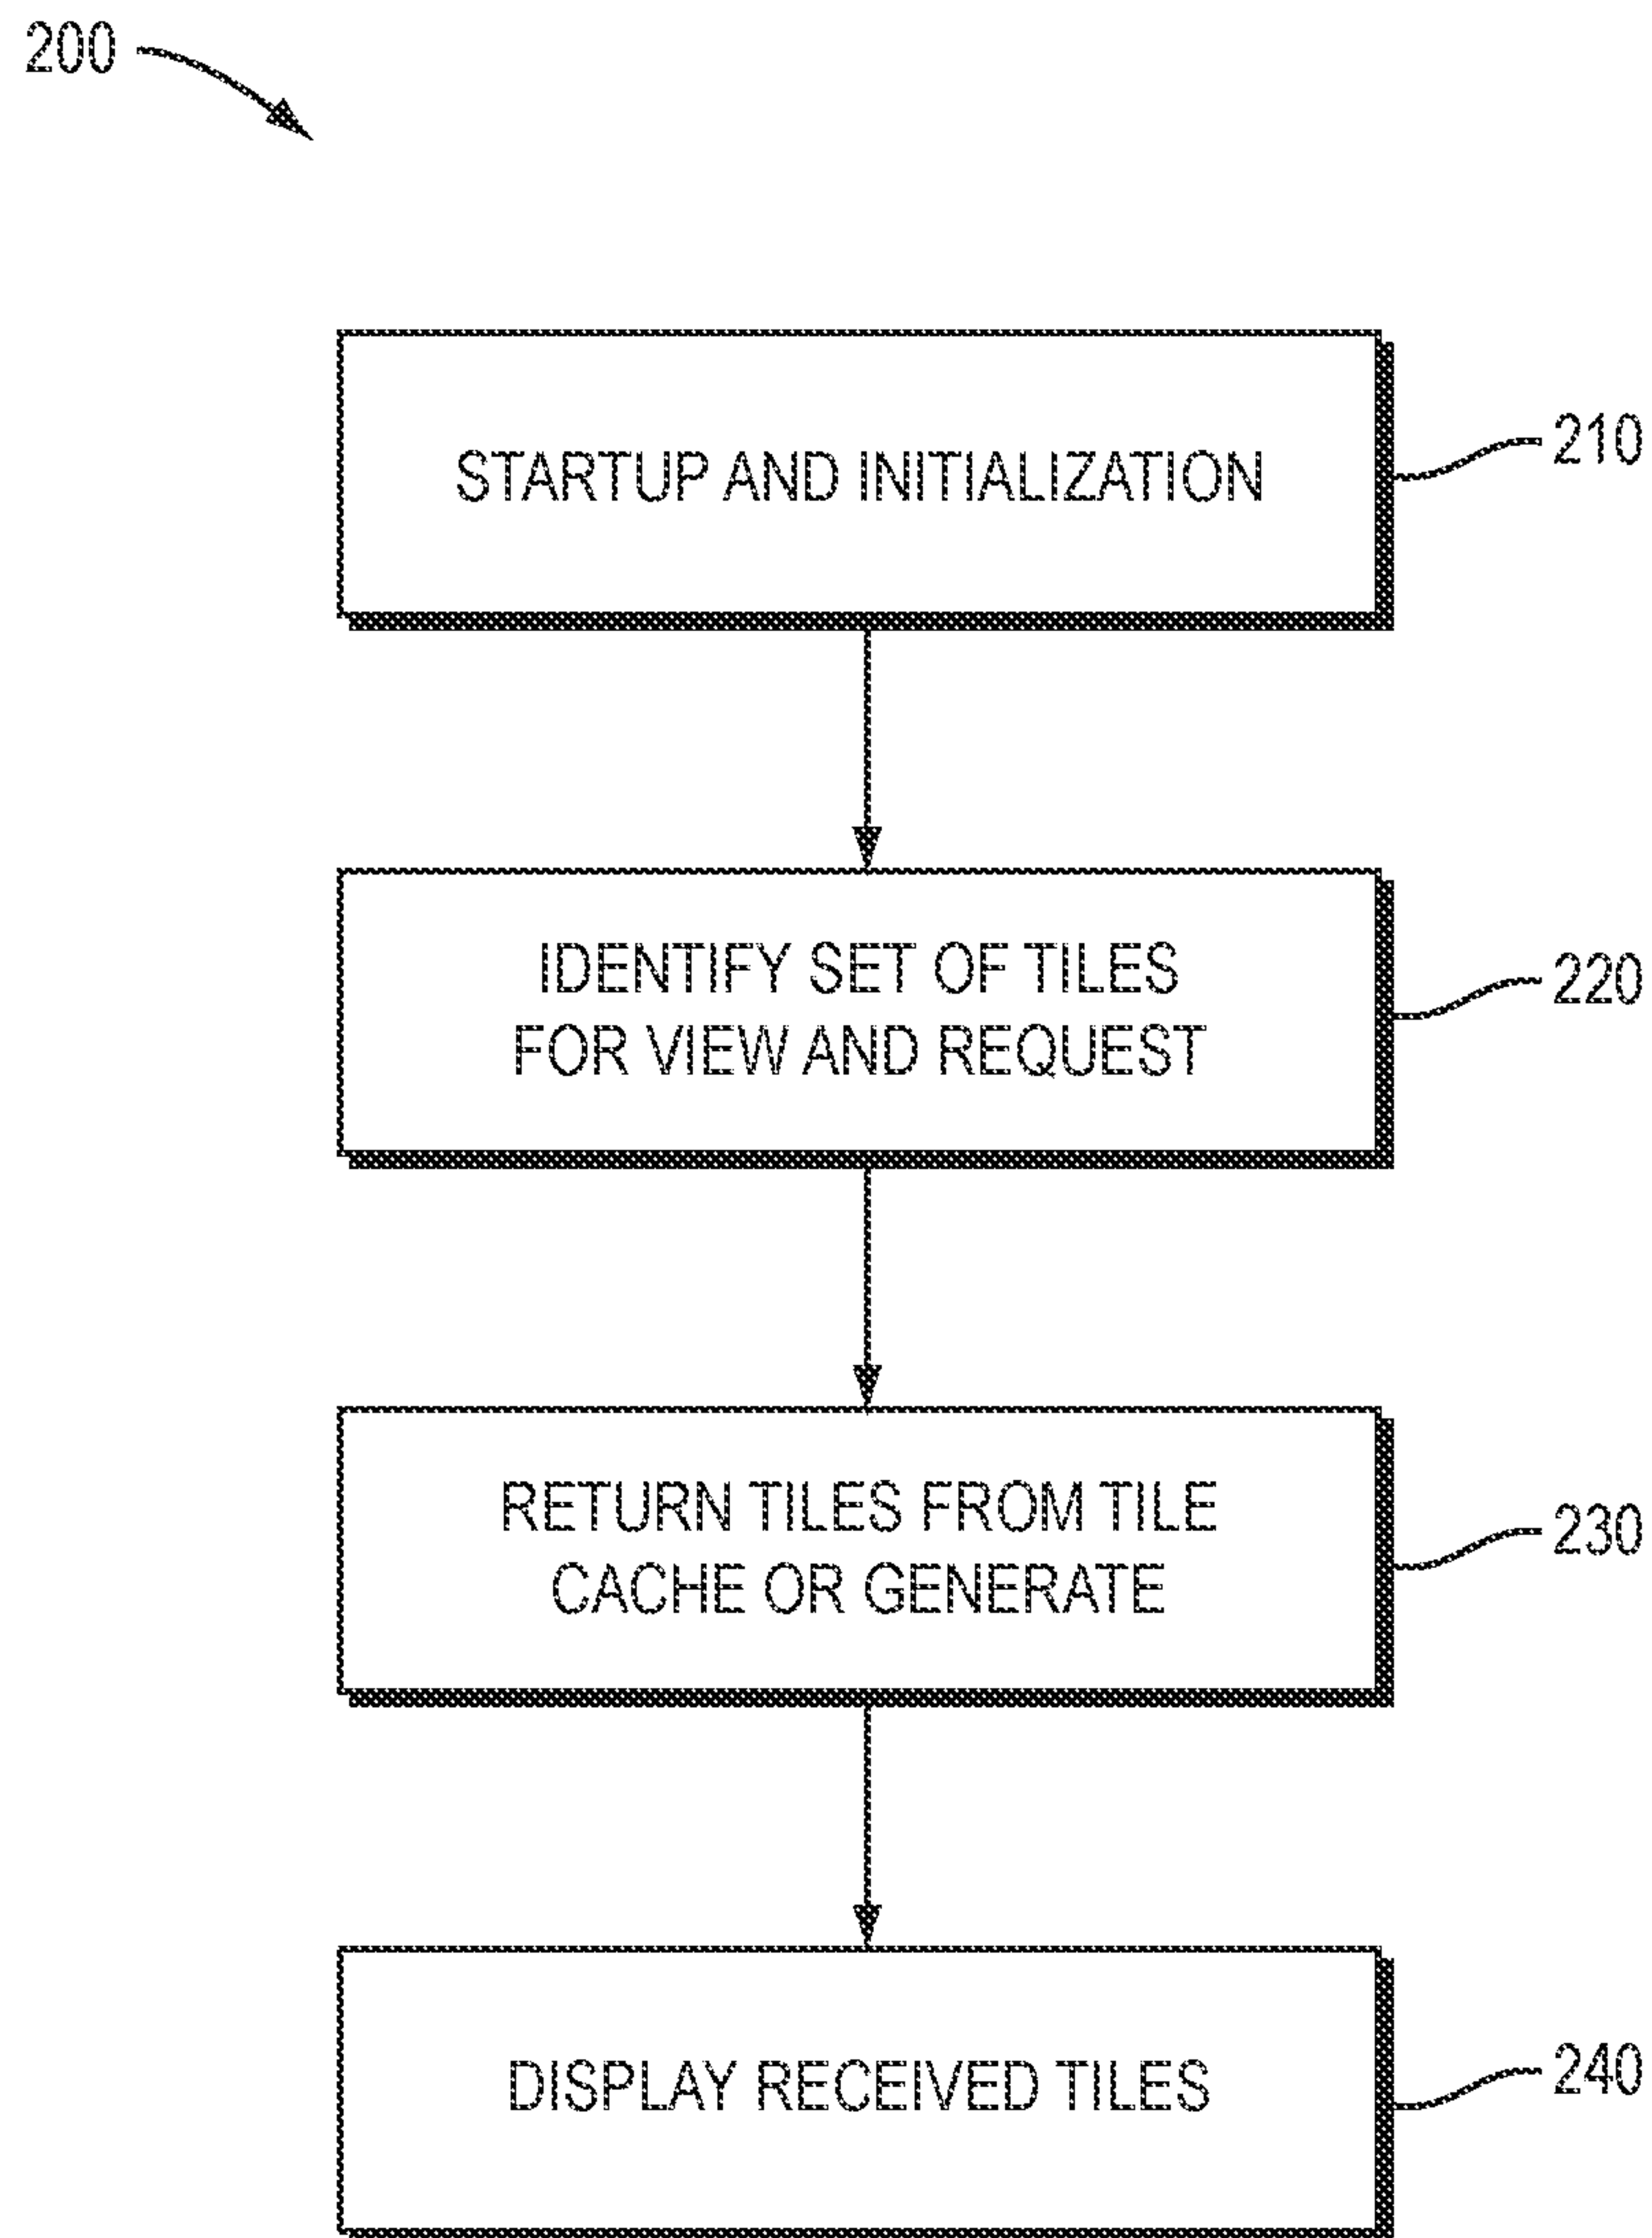 200
STARTUP AND INITIALIZATION
210
IDENTIFY SET OF TILES
FOR VIEW AND REQUEST
220
RETURN TILES FROM TILE
CACHE OR GENERATE
230
DISPLAY RECEIVED TILES
240